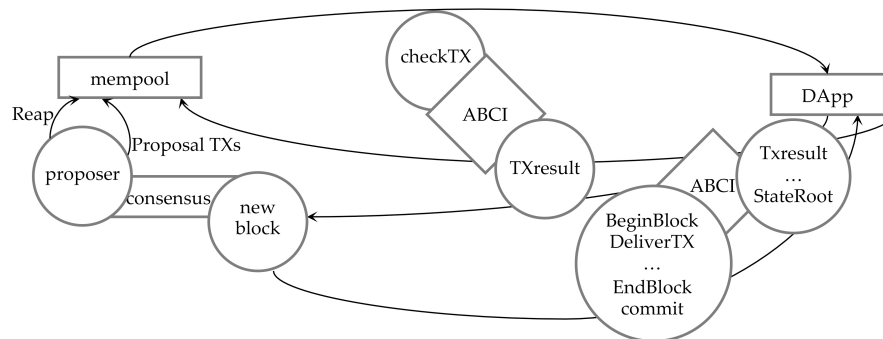 checkTX
mempool
DApp
ABCI
Reap
Proposal TXs
Txresult
...
StateRoot
TXresult
proposer
ABCI
consensus
new
block
BeginBlock
DeliverTX
...
EndBlock
commit